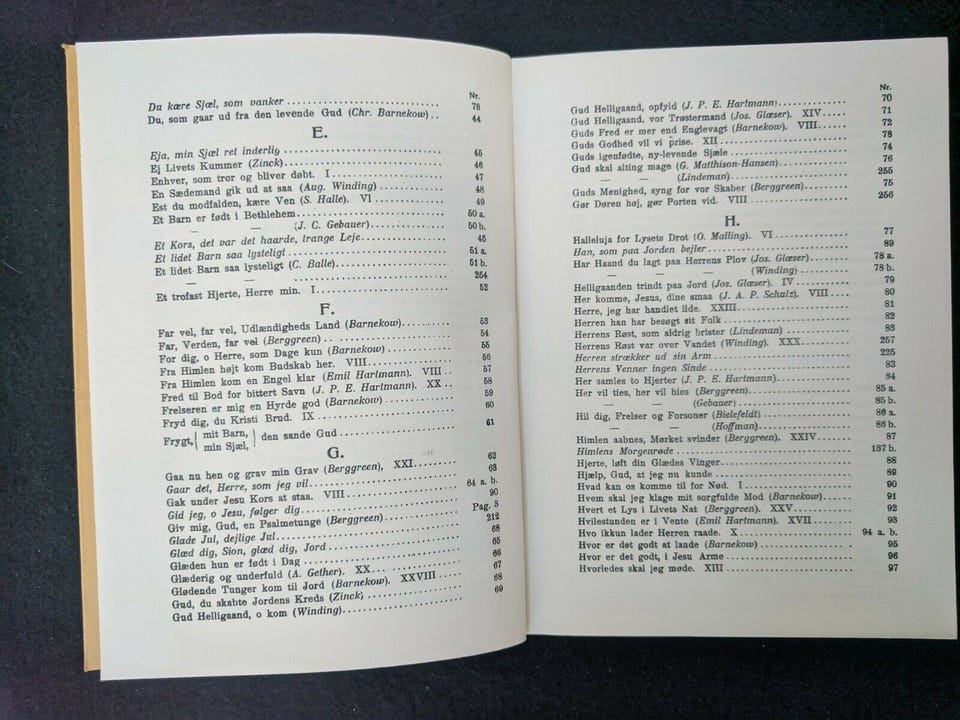 Nr.
Du kære Sjæl, som vanker 78
Du, som gaar ud fra den levende Gud (Chr. Barnekow) 44
E.
Eja, min Sjæl ret inderlig 45
Ej Livets Kummer (Zinck) 46
Enhver, som tror og bliver døbt. I 47
En Sædemand gik ud at saa (Aug. Winding) 48
Est du modfalden, kære Ven (S. Halle). VI 49
Et Barn er født i Bethlehem 50 a.
— — (J. C. Gebauer) 50 b.
Et Kors, det var det haarde, trange Leje 45
Et lidet Barn saa lysteligt 51 a.
Et lidet Barn saa lysteligt (C. Balle) 51 b.
— — 254
Et trofast Hjerte, Herre min. I 52
F.
Far vel, far vel, Udlændigheds Land (Barnekow) 53
Far, Verden, far vel (Berggreen) 54
For dig, o Herre, som Dage kun (Barnekow) 55
Fra Himlen højt kom Budskab her. VIII 56
Fra Himlen kom en Engel klar (Emil Hartmann). VIII 57
Fred til Bod for bittert Savn (J. P. E. Hartmann). XX 58
Frelseren er mig en Hyrde god (Barnekow) 59
Fryd dig, du Kristi Brud. IX 60
Frygt, { mit Barn, min Sjæl, } den sande Gud 61
G.
Gaa nu hen og grav min Grav (Berggreen), XXI 62
Gaar det, Herre, som jeg vil 63
Gak under Jesu Kors at staa. VIII 64 a. b.
Gid jeg, o Jesu, følger dig 90
Giv mig, Gud, en Psalmetunge (Berggreen) Pag. 8
Glade Jul, dejlige Jul 212
Glæd dig, Sion, glæd dig, Jord 68
Glæden hun er født i Dag 65
Glæderig og underfuld (A. Gether). XX 66
Glødende Tunger kom til Jord (Barnekow). XXVIII 67
Gud, du skabte Jordens Kreds (Zinck) 68
Gud Helligaand, o kom (Winding) 69
Nr.
Gud Helligaand, opfyld (J. P. E. Hartmann) 70
Gud Helligaand, vor Trøstermand (Jos. Glæser). XIV 71
Guds Fred er mer end Englevagt (Barnekow). VIII 72
Guds Godhed vil vi prise. XII 78
Guds igenfødte, ny-levende Sjæle 74
Gud skal alting mage (G. Matthison-Hansen) 76
— — (Lindeman) 255
Guds Menighed, syng for vor Skaber (Berggreen) 75
Gør Døren høj, gør Porten vid. VIII 256
H.
Halleluja for Lysets Drot (O. Malling). VI 77
Han, som paa Jorden bejler 89
Har Haand du lagt paa Herrens Plov (Jos. Glæser) 78 a.
— — (Winding) 78 b.
Helligaanden trindt paa Jord (Jos. Glæser). IV 79
Her komme, Jesus, dine smaa (J. A. P. Schulz). VIII 80
Herre, jeg har handlet ilde. XXIII 81
Herren han har besøgt sit Folk 82
Herrens Røst, som aldrig brister (Lindeman) 83
Herrens Røst var over Vandet (Winding). XXX 257
Herren strækker ud sin Arm 225
Herrens Venner ingen Sinde 83
Her samles to Hjerter (J. P. E. Hartmann) 84
Her vil ties, her vil bies (Berggreen) 85 a.
— — (Gebauer) 85 b.
Hil dig, Frelser og Forsoner (Bielefeldt) 86 a.
— — (Hoffman) 86 b.
Himlen aabnes, Mørket svinder (Berggreen). XXIV 87
Himlens Morgenrøde 137 b.
Hjerte, løft din Glædes Vinger 88
Hjælp, Gud, at jeg nu kunde 89
Hvad kan os komme til for Nød. I 90
Hvem skal jeg klage mit sorgfulde Mod (Barnekow) 91
Hvert et Lys i Livets Nat (Berggreen). XXV 92
Hvilestunden er i Vente (Emil Hartmann). XVII 93
Hvo ikkun lader Herren raade. X 94 a. b.
Hvor er det godt at lande (Barnekow) 95
Hvor er det godt, i Jesu Arme 96
Hvorledes skal jeg møde. XIII 97